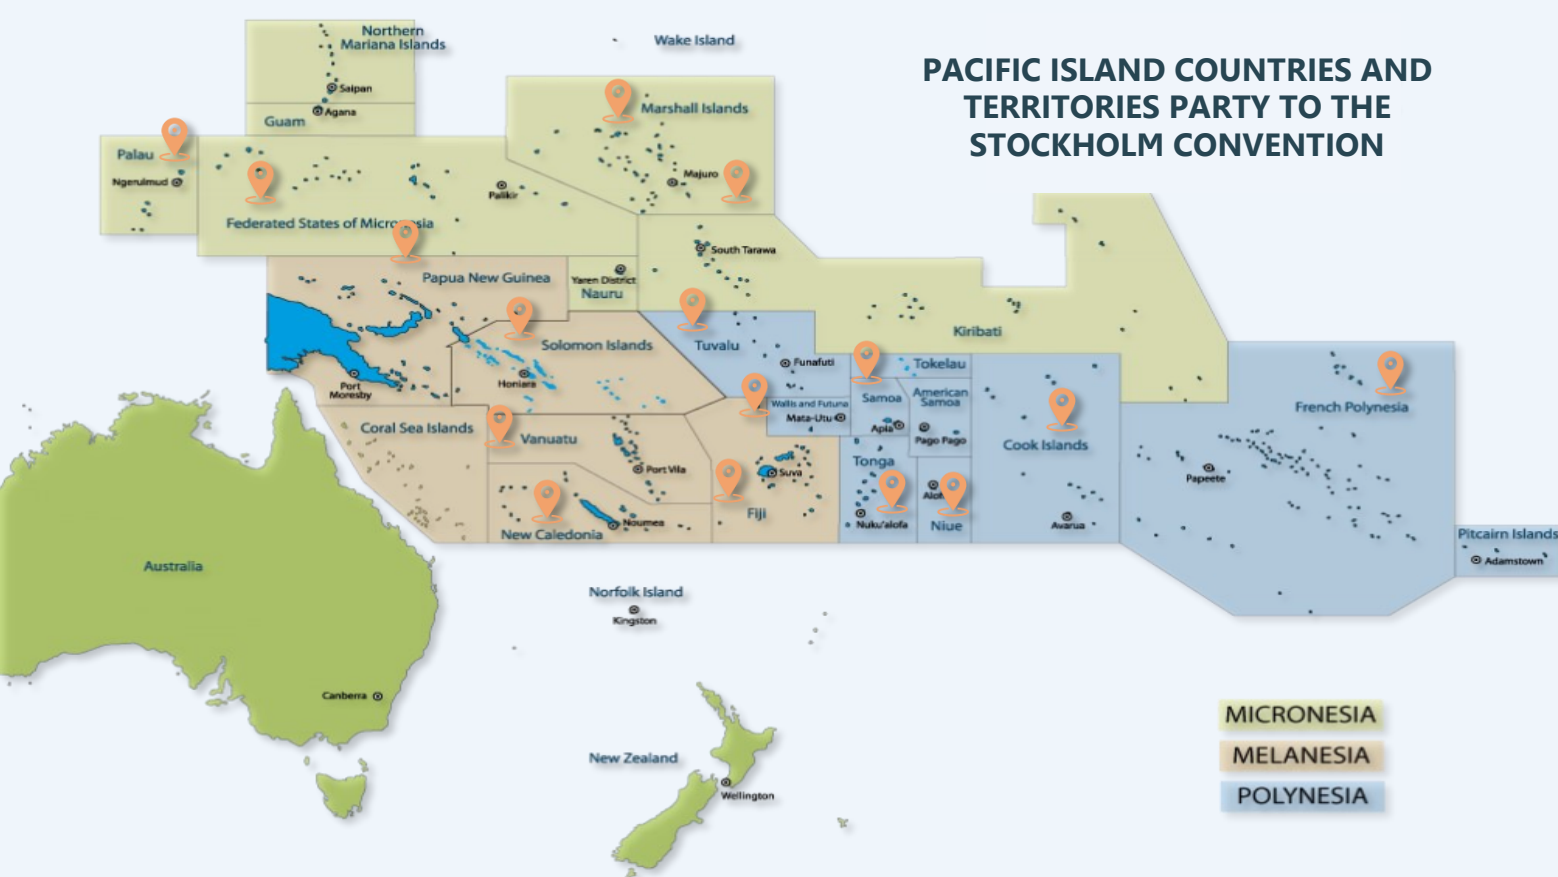 PACIFIC ISLAND COUNTRIES AND
TERRITORIES PARTY TO THE
STOCKHOLM CONVENTION
Northern
Mariana Islands
Wake Island
Saipan
Agana
Guam
Marshall Islands
Majuro
Palau
Ngerulmud
Palikir
Federated States of
South Tarawa
Papua New Guinea
Yaren District
Nauru
Kiribati
Solomon Islands
Honiara
Tuvalu
Funafuti
Port
Moresby
Tokelau
Samoa
American
Samoa
Wallis and Futuna
Mata-Utu
Apia
Pago Pago
French Polynesia
Coral Sea Islands
Vanuatu
Port Vila
Cook Islands
Tonga
Suva
Papeete
Fiji
Nuku'alofa
Niue
Avarua
Noumea
New Caledonia
Pitcairn Islands
Adamstown
Australia
Norfolk Island
Kingston
Canberra
New Zealand
Wellington
MICRONESIA
MELANESIA
POLYNESIA